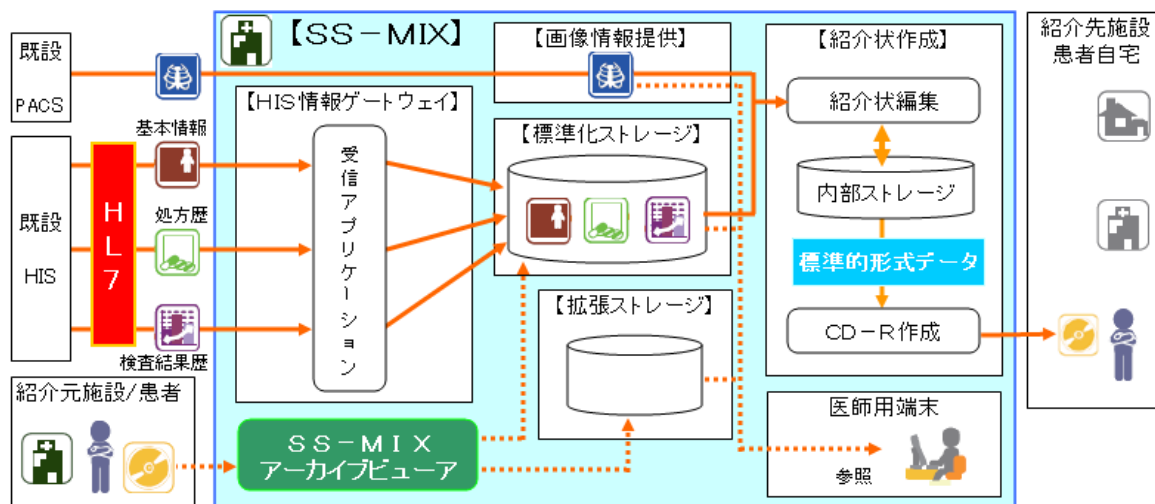 既設
PACS
既設
HIS
HL7
基本情報
処方歴
検査結果歴
紹介元施設/患者
【SS-MIX】
【HIS情報ゲートウェイ】
受信アプリケーション
SS-MIX
アーカイブビューア
【画像情報提供】
【標準化ストレージ】
【拡張ストレージ】
【紹介状作成】
紹介状編集
内部ストレージ
標準的形式データ
CD-R作成
医師用端末
参照
紹介先施設
患者自宅